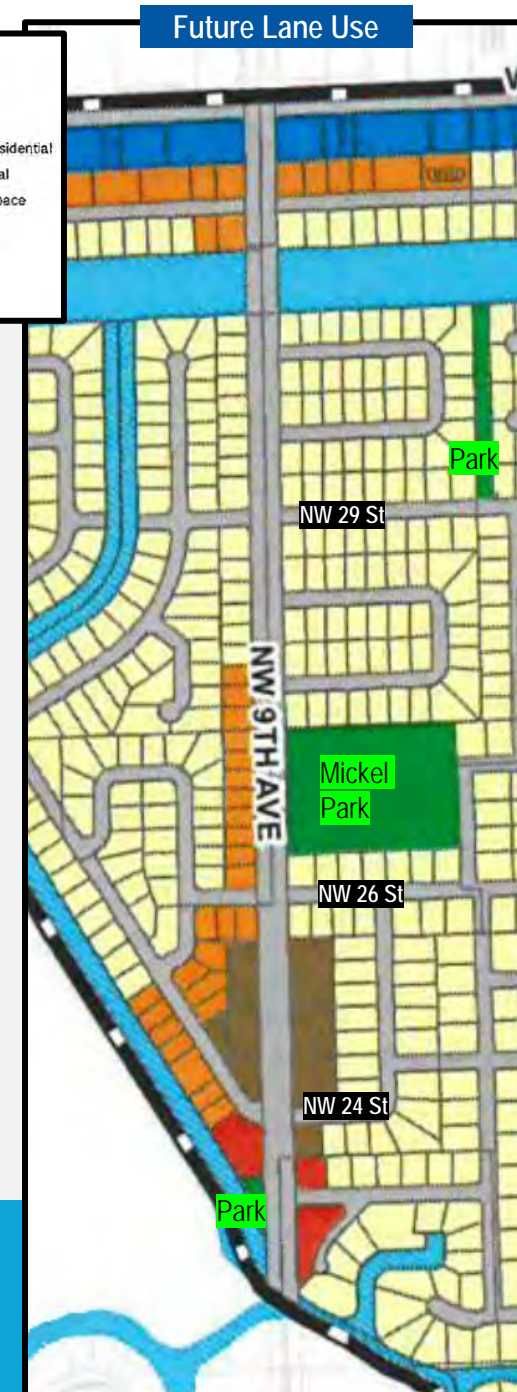 Future Lane Use
sidential
al
pace
W
Park
NW 29 St
NW 9TH AVE
Mickel
Park
NW 26 St
NW 24 St
Park